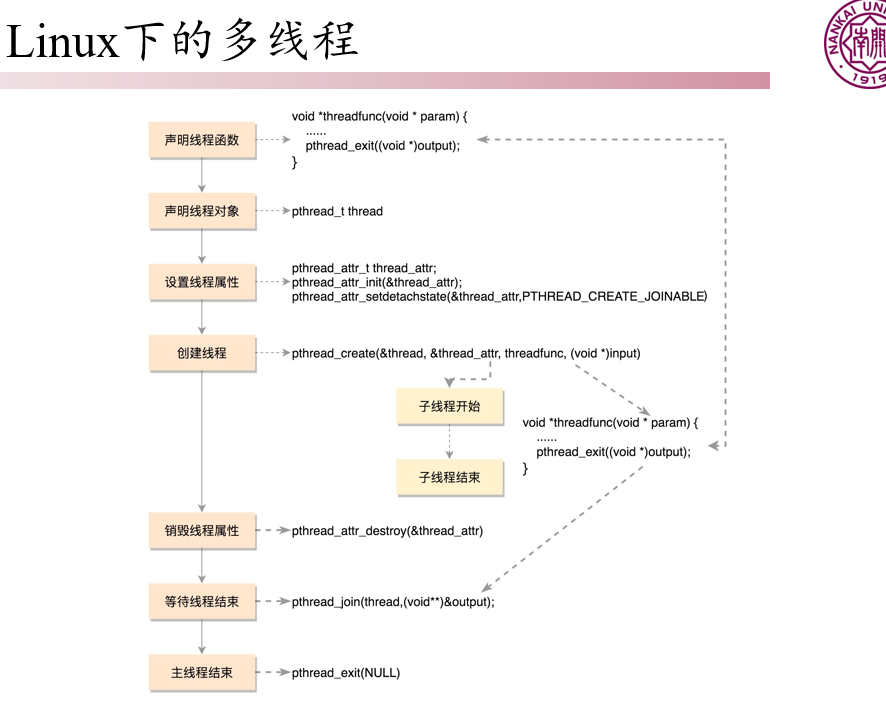 Linux下的多线程
NANKAI UNI
南開
1919
声明线程函数
void *threadfunc(void * param) {
......
pthread_exit((void *)output);
}
声明线程对象
pthread_t thread
设置线程属性
pthread_attr_t thread_attr;
pthread_attr_init(&thread_attr);
pthread_attr_setdetachstate(&thread_attr,PTHREAD_CREATE_JOINABLE)
创建线程
pthread_create(&thread, &thread_attr, threadfunc, (void *)input)
子线程开始
子线程结束
void *threadfunc(void * param) {
......
pthread_exit((void *)output);
}
销毁线程属性
pthread_attr_destroy(&thread_attr)
等待线程结束
pthread_join(thread,(void**)&output);
主线程结束
pthread_exit(NULL)